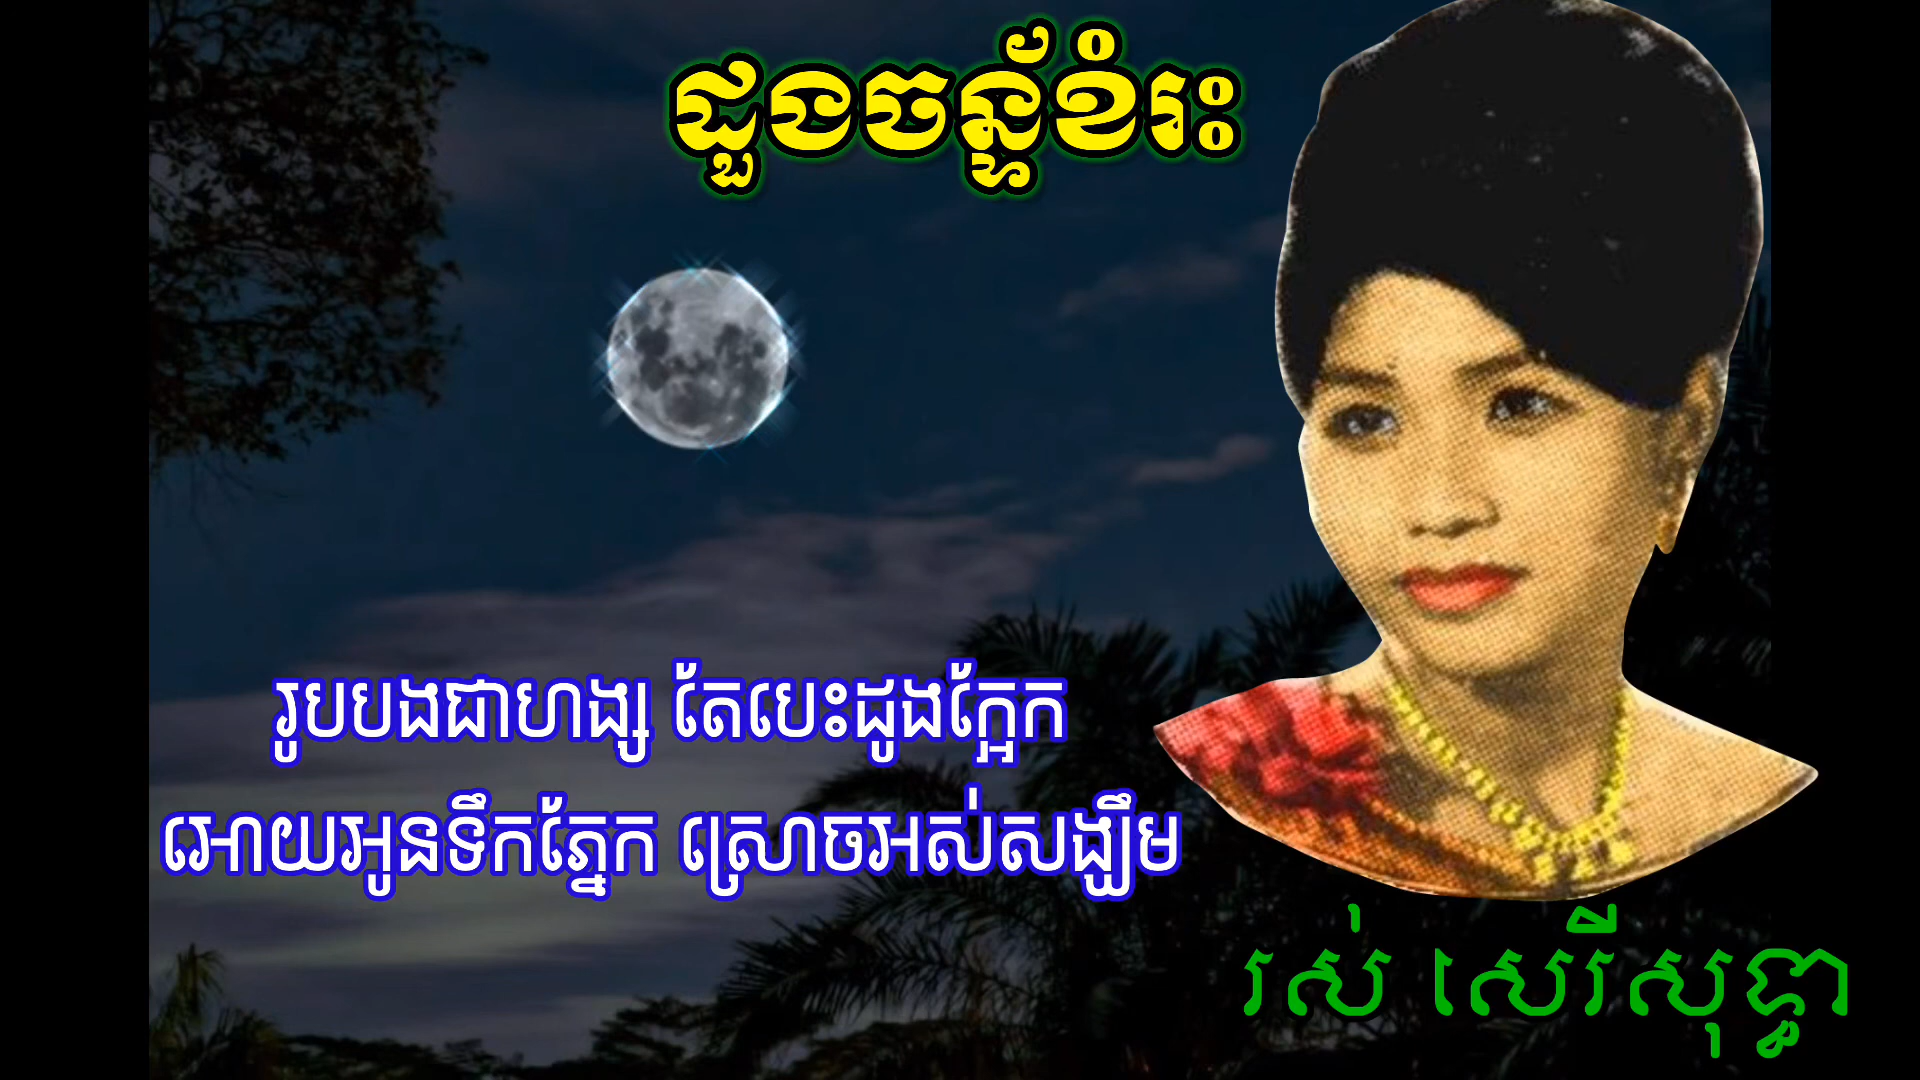 ដួងចន្ទ័ខំរះ
រូបបងជាហង្ស តែបេះដូងក្អែក
អោយអូនទឹកភ្នែក ស្រោចអស់សង្ឃឹម
រស់ សេរីសុទ្ធា